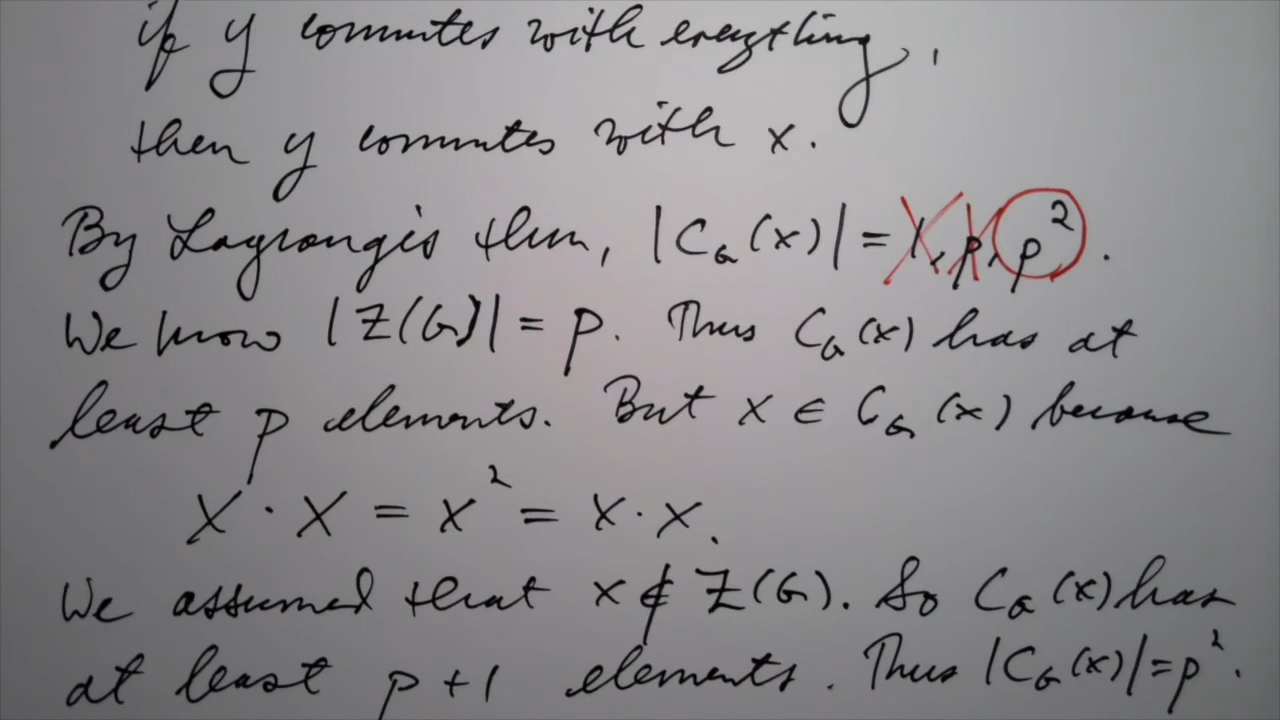 if y commutes with everything,
then y commutes with x.
By Lagrange's thm, |C_G(x)| = 1, p, p².
We know |Z(G)| = p. Thus C_G(x) has at
least p elements. But x ∈ C_G(x) because
x · x = x² = x · x.
We assumed that x ∉ Z(G). So C_G(x) has
at least p+1 elements. Thus |C_G(x)| = p².